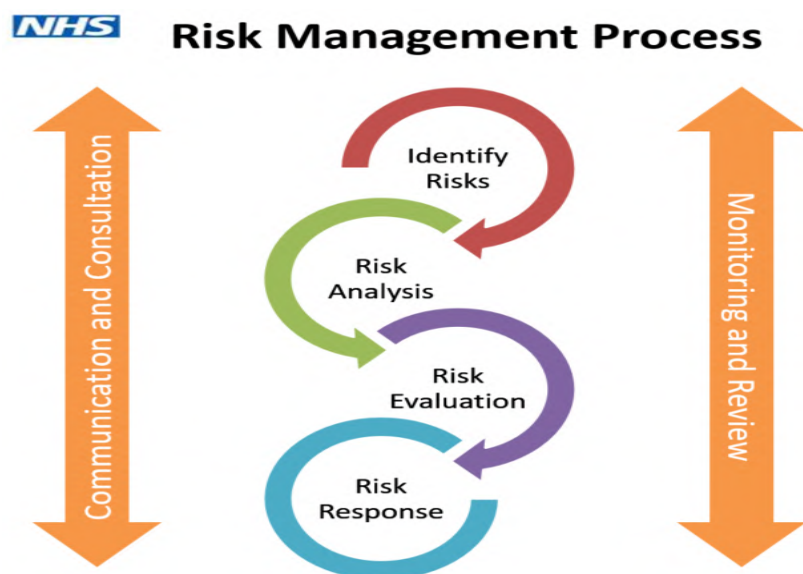 NHS
Risk Management Process
Communication and Consultation
Identify
Risks
Risk
Analysis
Risk
Evaluation
Risk
Response
Monitoring and Review